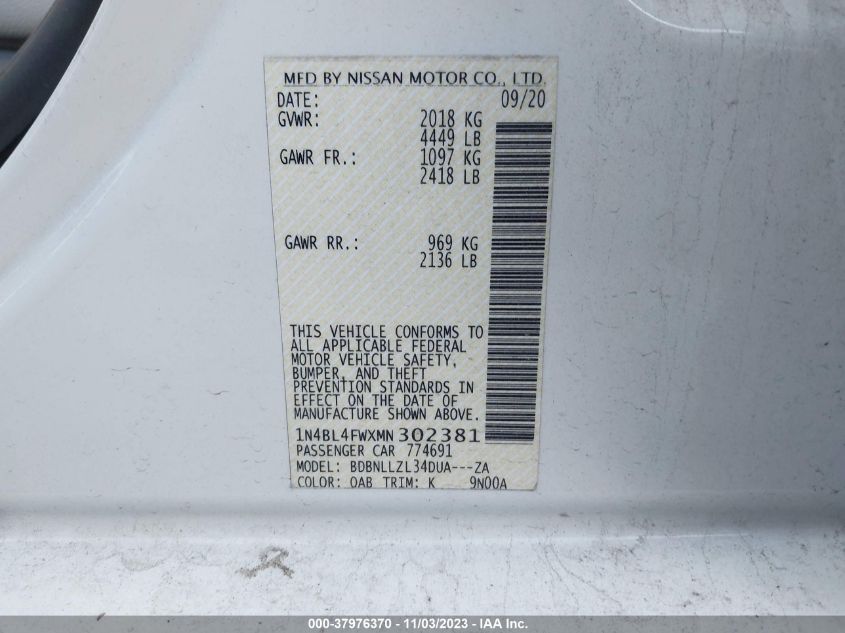 MFD BY NISSAN MOTOR CO., LTD.
DATE: 09/20
GVWR: 2018 KG
4449 LB
GAWR FR.: 1097 KG
2418 LB
GAWR RR.: 969 KG
2136 LB
THIS VEHICLE CONFORMS TO
ALL APPLICABLE FEDERAL
MOTOR VEHICLE SAFETY,
BUMPER, AND THEFT
PREVENTION STANDARDS IN
EFFECT ON THE DATE OF
MANUFACTURE SHOWN ABOVE.
1N4BL4FWXMN302381
PASSENGER CAR 774691
MODEL: BDBNLLZL34DUA---ZA
COLOR: QAB TRIM: K 9N00A
000-37976370 - 11/03/2023 - IAA Inc.